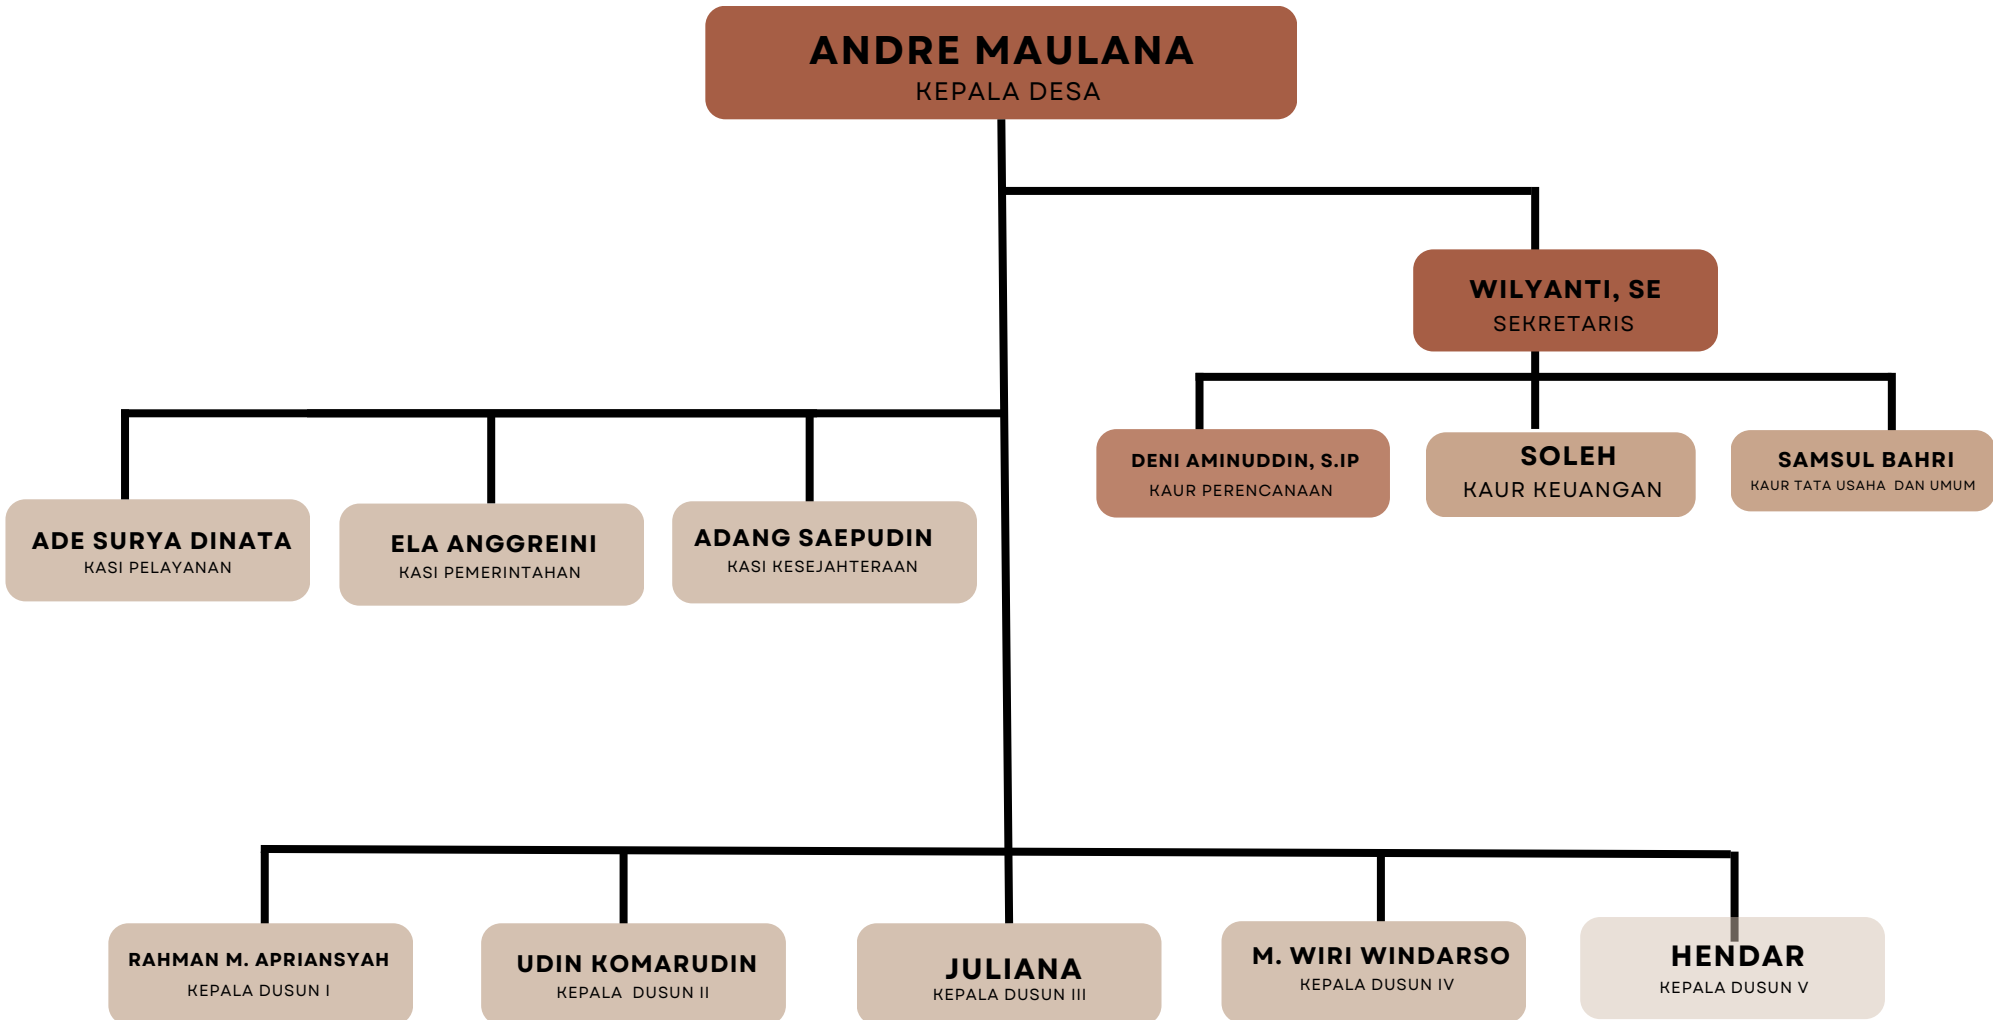 ANDRE MAULANA
KEPALA DESA
WILYANTI, SE
SEKRETARIS
DENI AMINUDDIN, S.IP
KAUR PERENCANAAN
SOLEH
KAUR KEUANGAN
SAMSUL BAHRI
KAUR TATA USAHA DAN UMUM
ADE SURYA DINATA
KASI PELAYANAN
ELA ANGGREINI
KASI PEMERINTAHAN
ADANG SAEPUDIN
KASI KESEJAHTERAAN
RAHMAN M. APRIANSYAH
KEPALA DUSUN I
UDIN KOMARUDIN
KEPALA DUSUN II
JULIANA
KEPALA DUSUN III
M. WIRI WINDARSO
KEPALA DUSUN IV
HENDAR
KEPALA DUSUN V